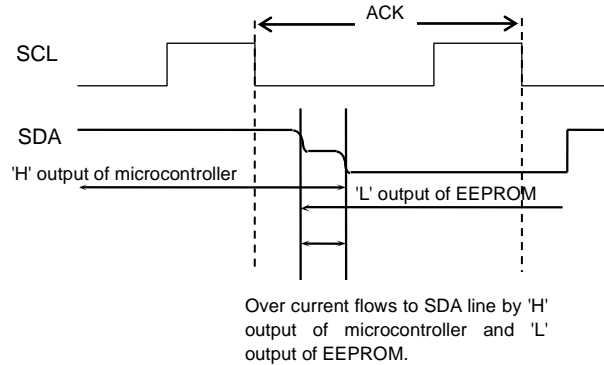 ACK
SCL
SDA
'H' output of microcontroller
'L' output of EEPROM
Over current flows to SDA line by 'H'
output of microcontroller and 'L'
output of EEPROM.